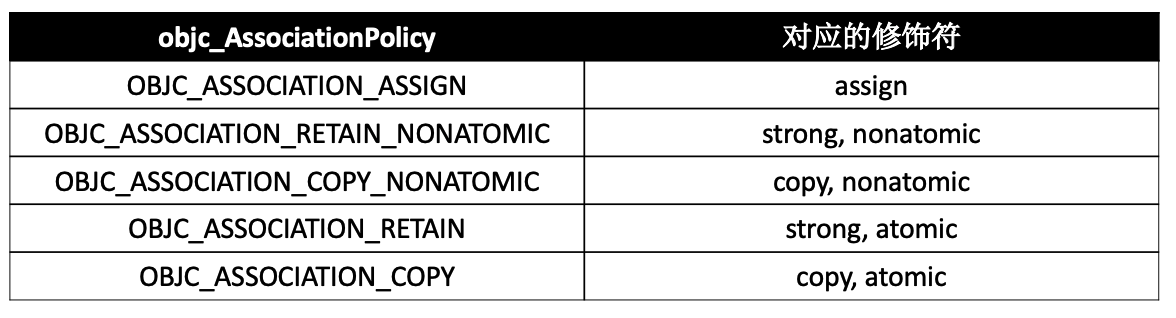 objc_AssociationPolicy 对应的修饰符
OBJC_ASSOCIATION_ASSIGN assign
OBJC_ASSOCIATION_RETAIN_NONATOMIC strong, nonatomic
OBJC_ASSOCIATION_COPY_NONATOMIC copy, nonatomic
OBJC_ASSOCIATION_RETAIN strong, atomic
OBJC_ASSOCIATION_COPY copy, atomic